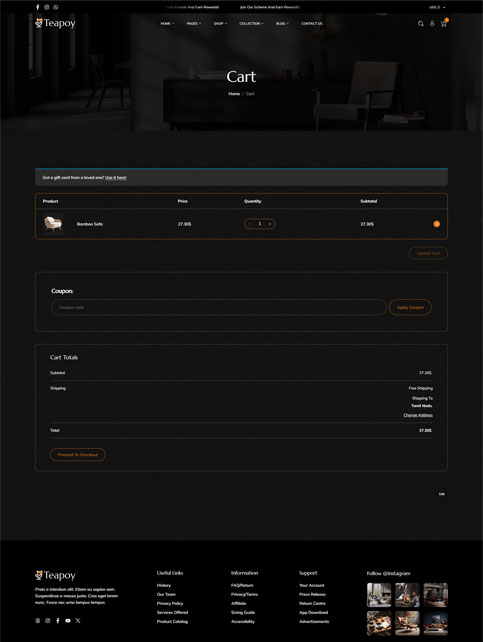 Friends And Earn Rewards!
Join Our Scheme And Earn Rewards!
USD, $
Teapoy
HOME
PAGES
SHOP
COLLECTION
BLOG
CONTACT US
Cart
Home / Cart
Got a gift card from a loved one? Use it here!
Product Price Quantity Subtotal
Bamboo Sofa 27.30$ - 1 + 27.30$
Update Cart
Coupon:
Coupon code
Apply Coupon
Cart Totals
Subtotal 27.30$
Shipping Free Shipping
Shipping To
Tamil Nadu.
Change Address
Total 27.30$
Proceed To Checkout
Teapoy
Proin a interdum elit. Etiam eu sapien sem.
Suspendisse a massa justo. Cras eget lorem
nunc. Fusce nec urna tempus tempus
Useful Links
History
Our Team
Privacy Policy
Services Offered
Product Catalog
Information
FAQ/Return
Privacy/Terms
Affiliate
Sizing Guide
Accessibility
Support
Your Account
Press Release
Return Centre
App Download
Advertisements
Follow @Instagram